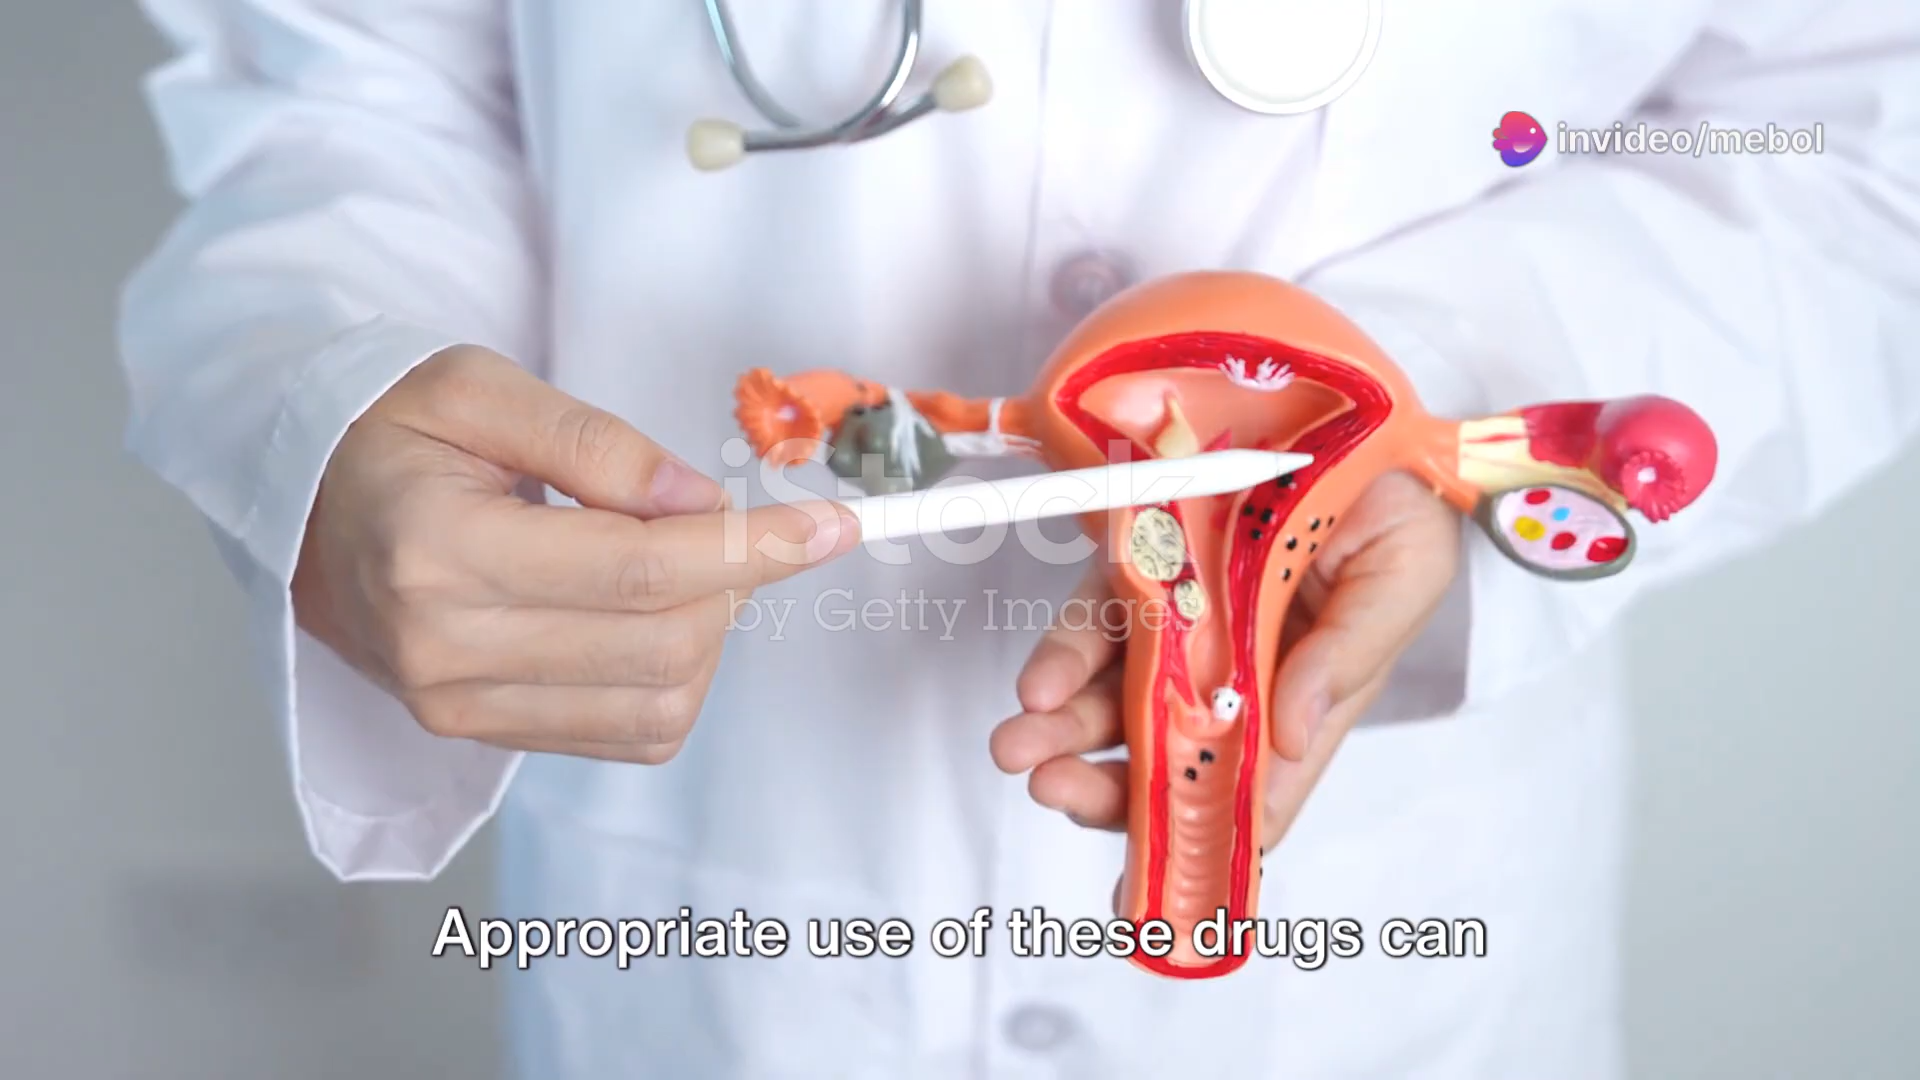 invideo/mebol
iStock
by Getty Images
Appropriate use of these drugs can